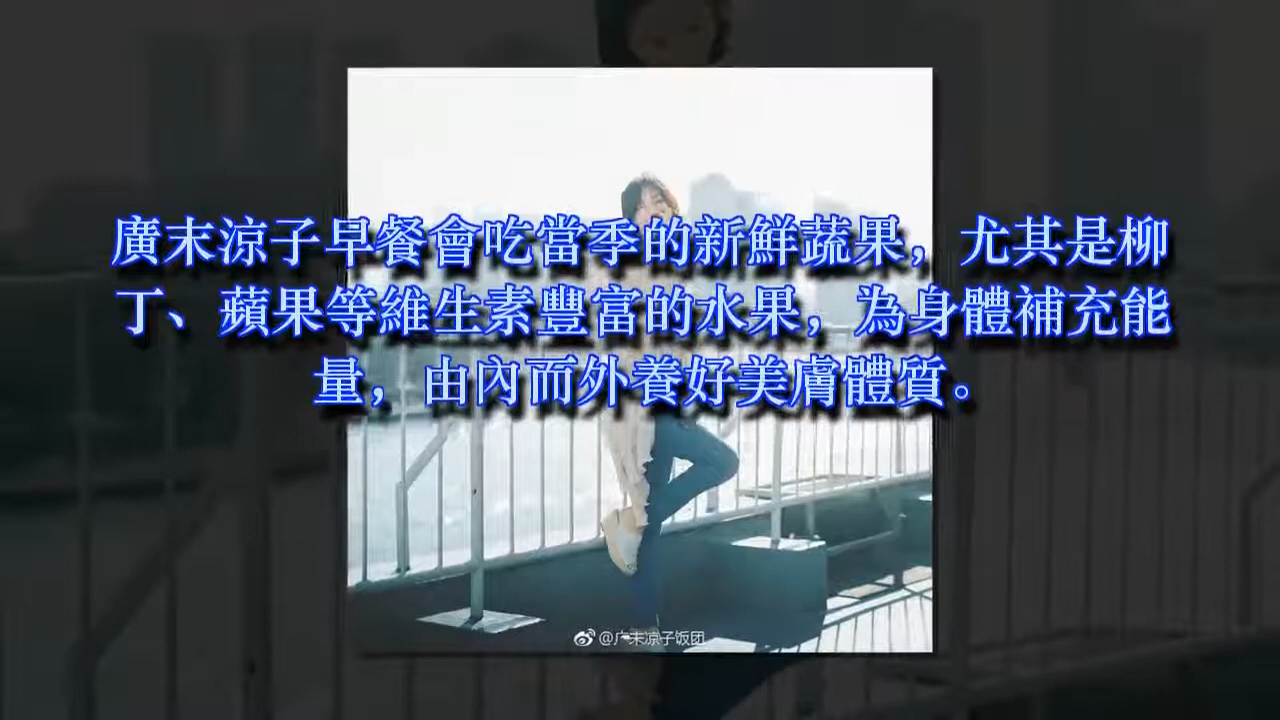 廣末涼子早餐會吃當季的新鮮蔬果，尤其是柳
丁、蘋果等維生素豐富的水果，為身體補充能
量，由內而外養好美膚體質。
@广末凉子饭团